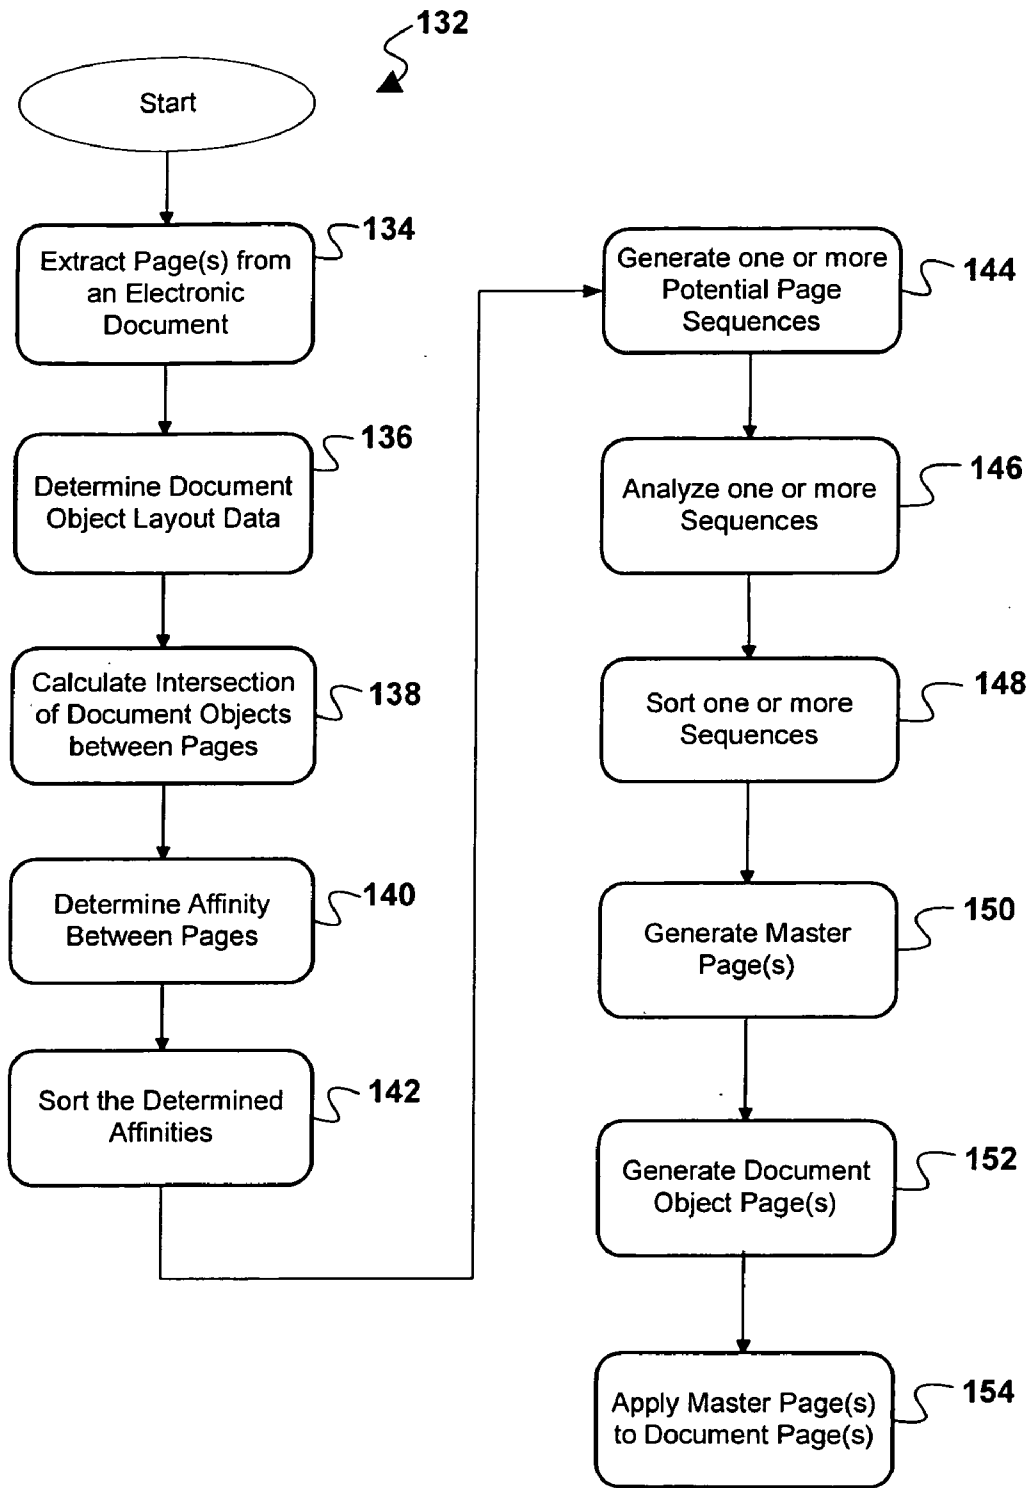 132
Start
134
Extract Page(s) from
an Electronic
Document
136
Determine Document
Object Layout Data
138
Calculate Intersection
of Document Objects
between Pages
140
Determine Affinity
Between Pages
142
Sort the Determined
Affinities
144
Generate one or more
Potential Page
Sequences
146
Analyze one or more
Sequences
148
Sort one or more
Sequences
150
Generate Master
Page(s)
152
Generate Document
Object Page(s)
154
Apply Master Page(s)
to Document Page(s)